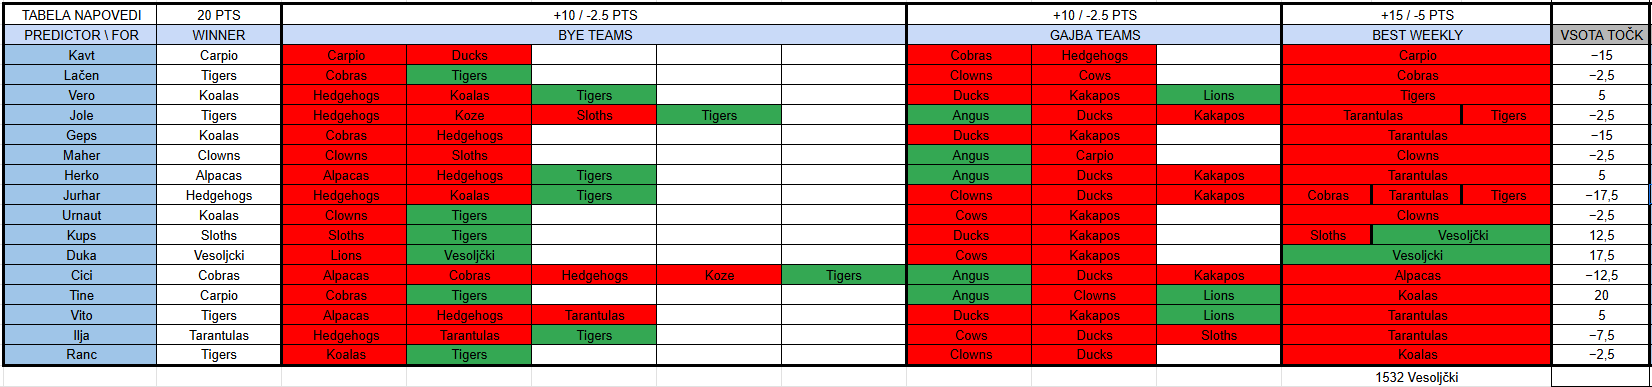 TABELA NAPOVEDI 20 PTS +10 / -2.5 PTS +10 / -2.5 PTS +15 / -5 PTS
PREDICTOR \ FOR WINNER BYE TEAMS GAJBA TEAMS BEST WEEKLY VSOTA TOČK
Kavt Carpio Carpio Ducks Cobras Hedgehogs Carpio −15
Lačen Tigers Cobras Tigers Clowns Cows Cobras −2,5
Vero Koalas Hedgehogs Koalas Tigers Ducks Kakapos Lions Tigers 5
Jole Tigers Hedgehogs Koze Sloths Tigers Angus Ducks Kakapos Tarantulas Tigers −2,5
Geps Koalas Cobras Hedgehogs Ducks Kakapos Tarantulas −15
Maher Clowns Clowns Sloths Angus Carpio Clowns −2,5
Herko Alpacas Alpacas Hedgehogs Tigers Angus Ducks Kakapos Tarantulas 5
Jurhar Hedgehogs Hedgehogs Koalas Tigers Clowns Ducks Kakapos Cobras Tarantulas Tigers −17,5
Urnaut Koalas Clowns Tigers Cows Kakapos Clowns −2,5
Kups Sloths Sloths Tigers Ducks Kakapos Sloths Vesoljčki 12,5
Duka Vesoljcki Lions Vesoljčki Cows Kakapos Vesoljcki 17,5
Cici Cobras Alpacas Cobras Hedgehogs Koze Tigers Angus Ducks Kakapos Alpacas −12,5
Tine Carpio Cobras Tigers Angus Clowns Lions Koalas 20
Vito Tigers Alpacas Hedgehogs Tarantulas Ducks Kakapos Lions Tarantulas 5
Ilja Tarantulas Hedgehogs Tarantulas Tigers Cows Ducks Sloths Tarantulas −7,5
Ranc Tigers Koalas Tigers Clowns Ducks Koalas −2,5
1532 Vesoljčki